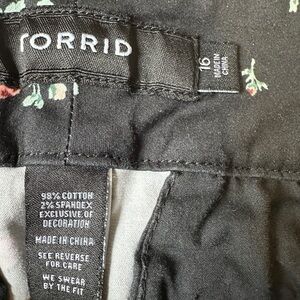 TORRID
16
MADE IN
CHINA
98% COTTON
2% SPANDEX
EXCLUSIVE OF
DECORATION
MADE IN CHINA
SEE REVERSE
FOR CARE
WE SWEAR
BY THE FIT